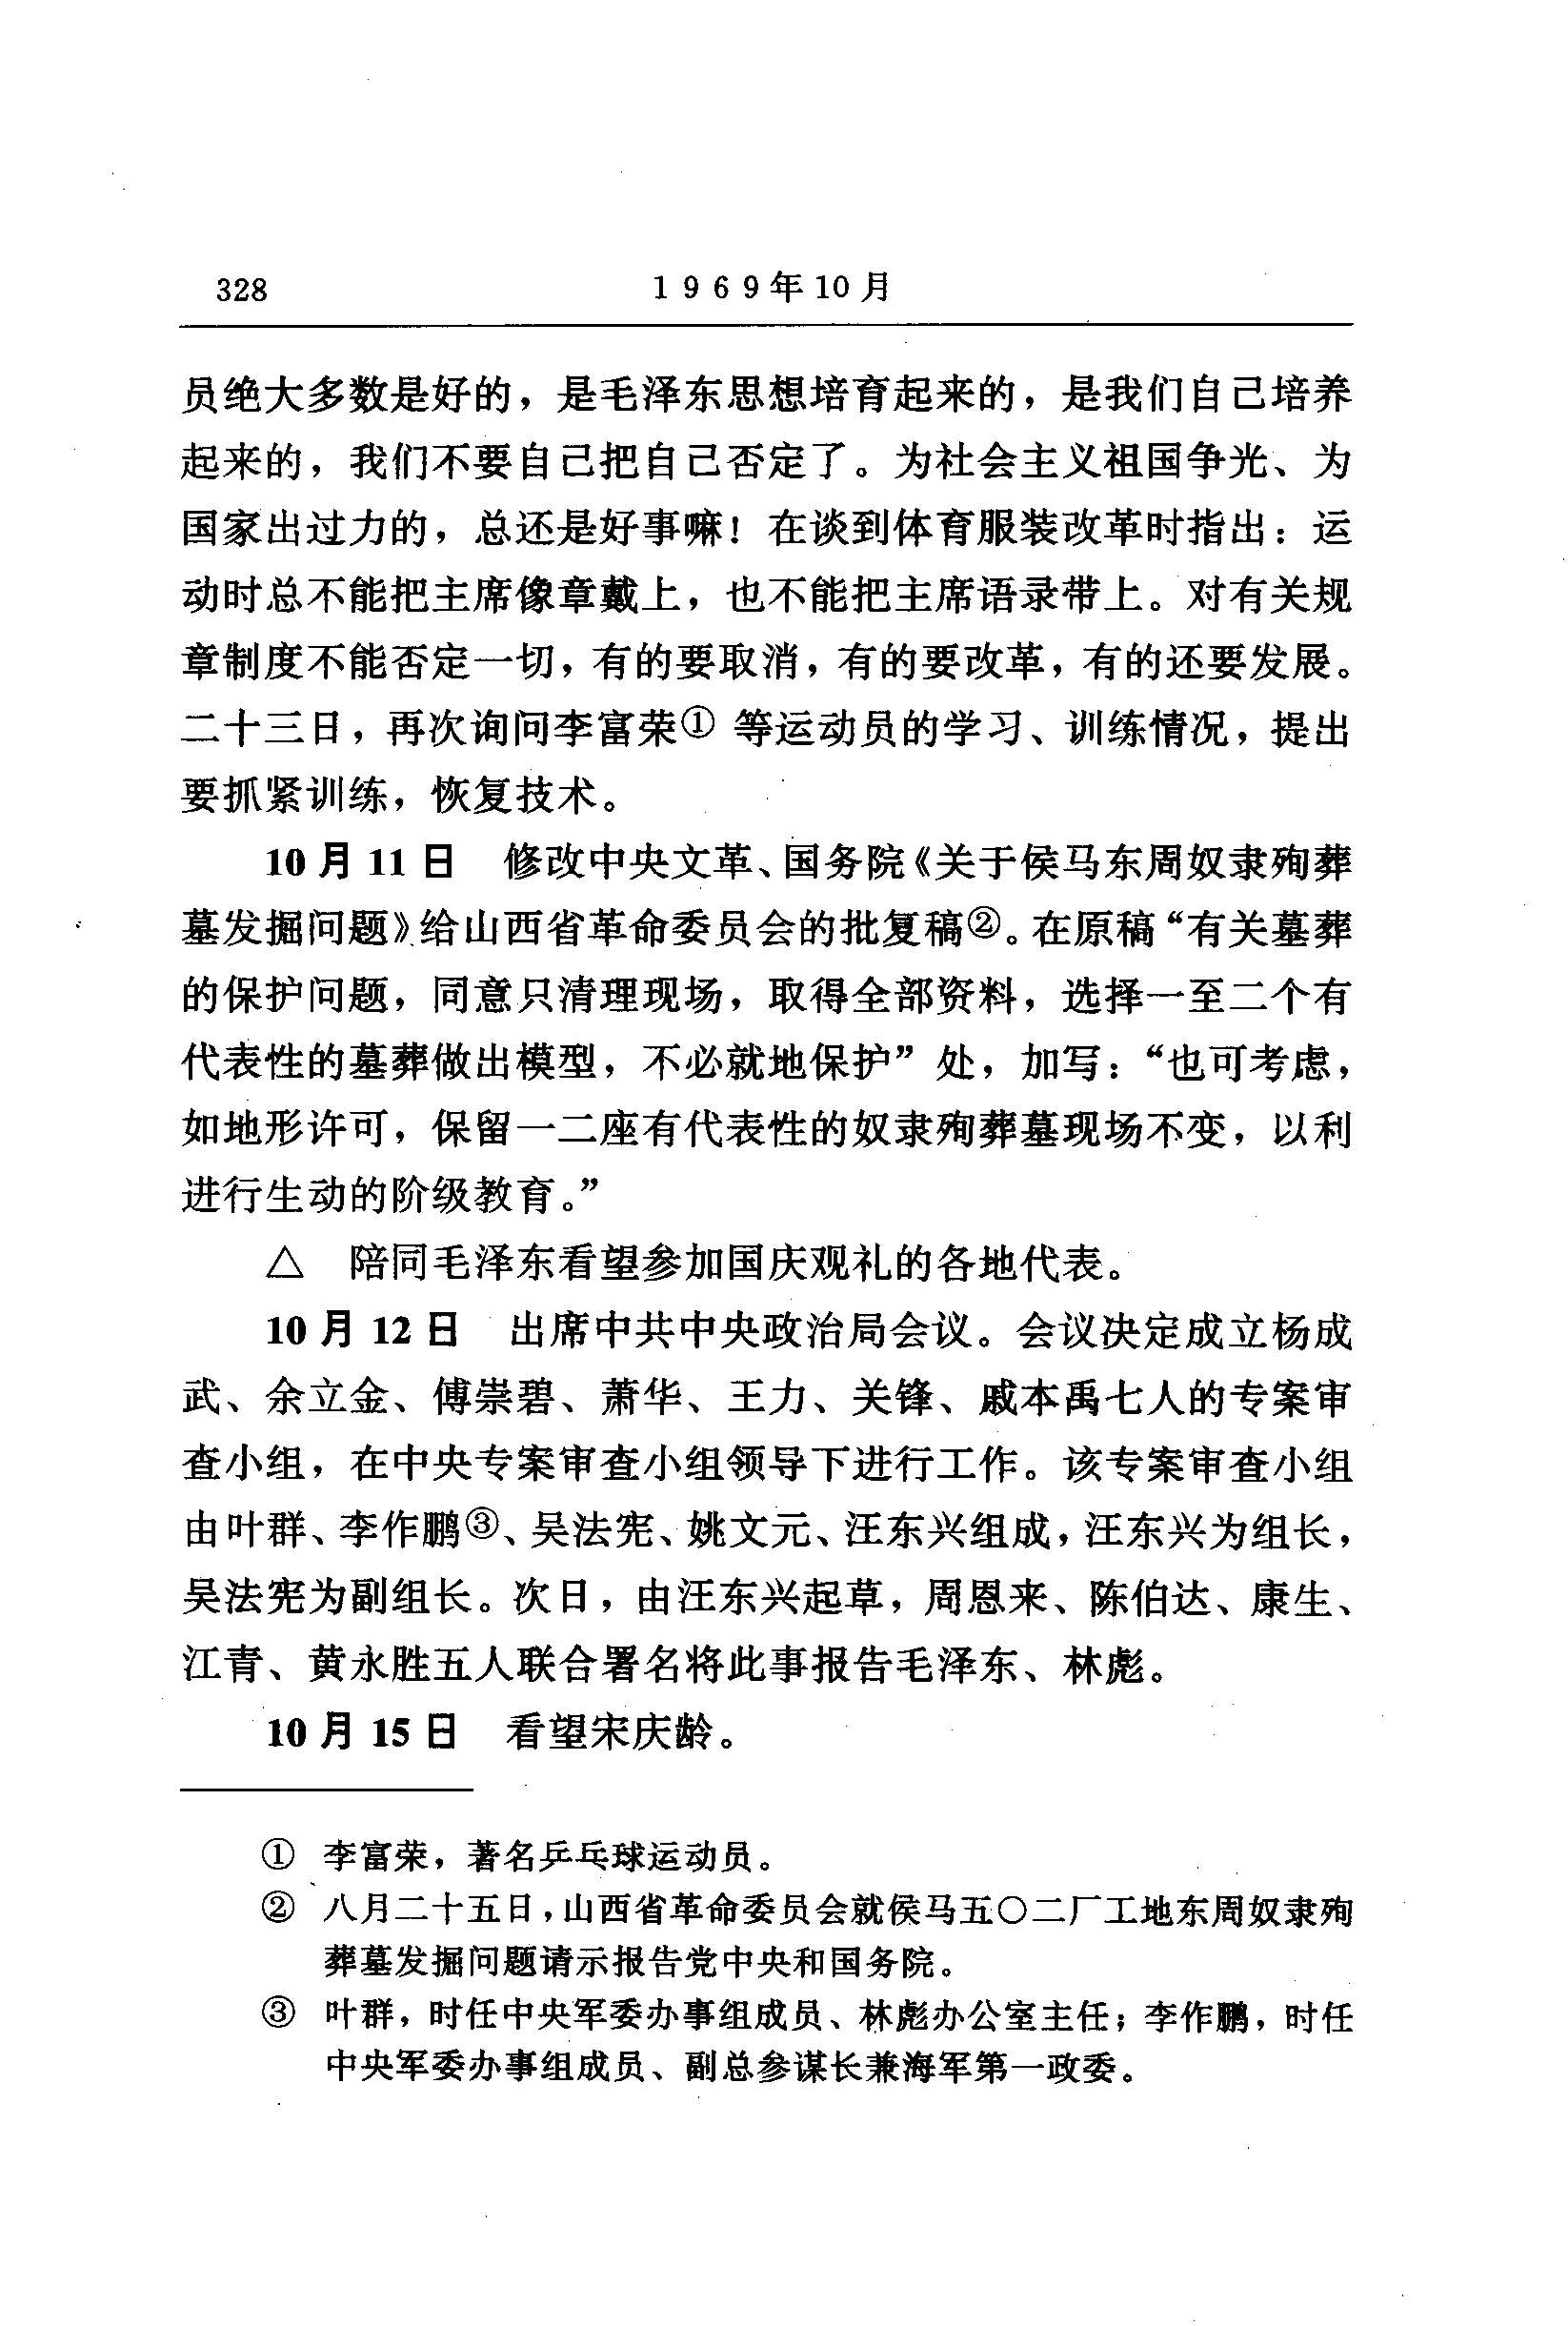 328
1969年10月
员绝大多数是好的，是毛泽东思想培育起来的，是我们自己培养
起来的，我们不要自己把自己否定了。为社会主义祖国争光、为
国家出过力的，总还是好事嘛！在谈到体育服装改革时指出：运
动时总不能把主席像章戴上，也不能把主席语录带上。对有关规
章制度不能否定一切，有的要取消，有的要改革，有的还要发展。
二十三日，再次询问李富荣① 等运动员的学习、训练情况，提出
要抓紧训练，恢复技术。
10月11日　修改中央文革、国务院《关于侯马东周奴隶殉葬
墓发掘问题》给山西省革命委员会的批复稿②。在原稿“有关墓葬
的保护问题，同意只清理现场，取得全部资料，选择一至二个有
代表性的墓葬做出模型，不必就地保护”处，加写：“也可考虑，
如地形许可，保留一二座有代表性的奴隶殉葬墓现场不变，以利
进行生动的阶级教育。”
△　陪同毛泽东看望参加国庆观礼的各地代表。
10月12日　出席中共中央政治局会议。会议决定成立杨成
武、余立金、傅崇碧、萧华、王力、关锋、戚本禹七人的专案审
查小组，在中央专案审查小组领导下进行工作。该专案审查小组
由叶群、李作鹏③、吴法宪、姚文元、汪东兴组成，汪东兴为组长，
吴法宪为副组长。次日，由汪东兴起草，周恩来、陈伯达、康生、
江青、黄永胜五人联合署名将此事报告毛泽东、林彪。
10月15日　看望宋庆龄。
① 李富荣，著名乒乓球运动员。
② 八月二十五日，山西省革命委员会就侯马五〇二厂工地东周奴隶殉
葬墓发掘问题请示报告党中央和国务院。
③ 叶群，时任中央军委办事组成员、林彪办公室主任；李作鹏，时任
中央军委办事组成员、副总参谋长兼海军第一政委。